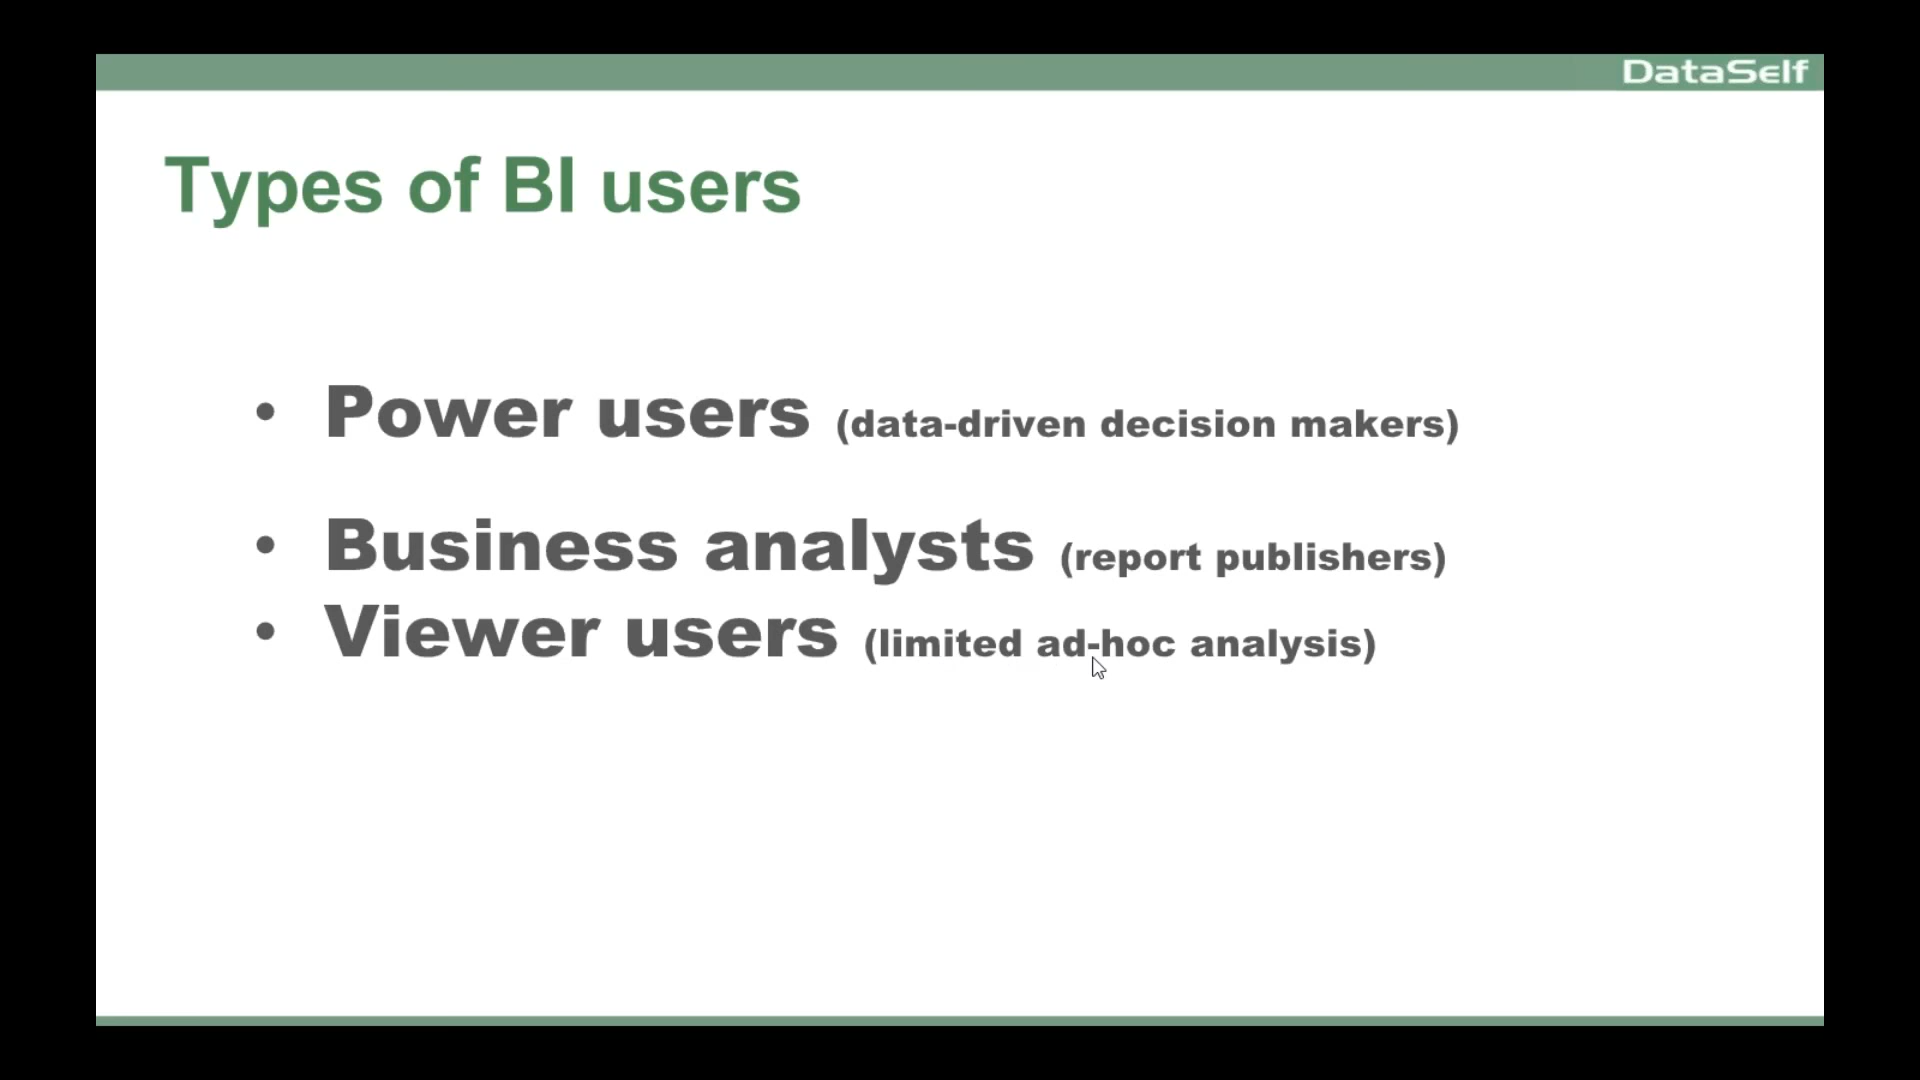 DataSelf
Types of BI users
• Power users (data-driven decision makers)
• Business analysts (report publishers)
• Viewer users (limited ad-hoc analysis)